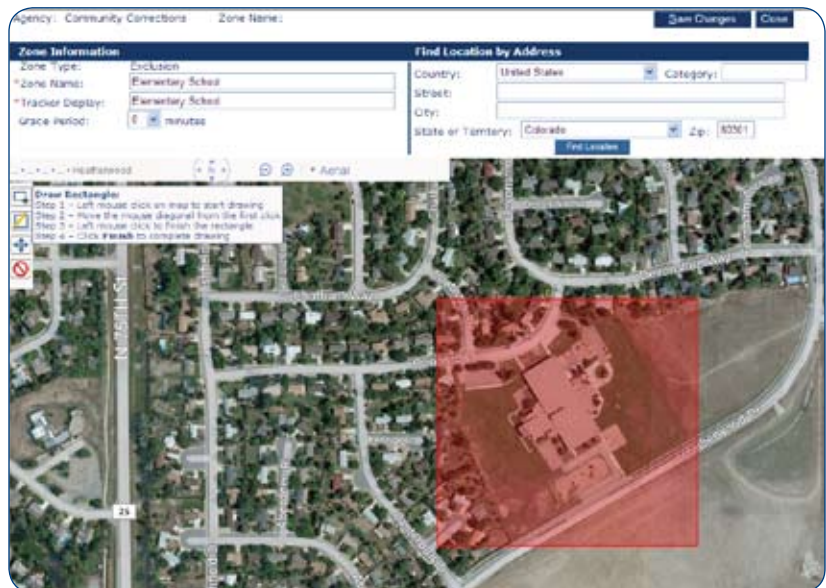 Agency: Community Corrections Zone Name:
Save Changes Close
Zone Information
Zone Type: Exclusion
*Zone Name: Elementary School
*Tracker Display: Elementary School
Grace Period: 0 minutes
Find Location by Address
Country: United States Category:
Street:
City:
State or Territory: Colorado Zip: 80301
Find Location
Heatherwood
Aerial
Draw Rectangle:
Step 1 - Left mouse click on map to start drawing
Step 2 - Move the mouse diagonal from the first click
Step 3 - Left mouse click to finish the rectangle
Step 4 - Click Finish to complete drawing
N 75TH St